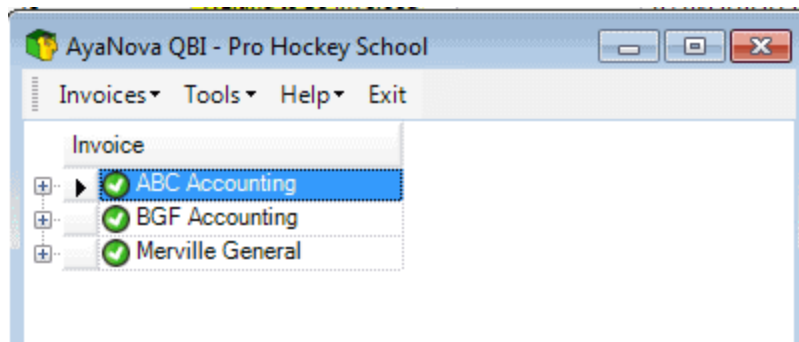 AyaNova QBI - Pro Hockey School
Invoices Tools Help Exit
Invoice
ABC Accounting
BGF Accounting
Merville General